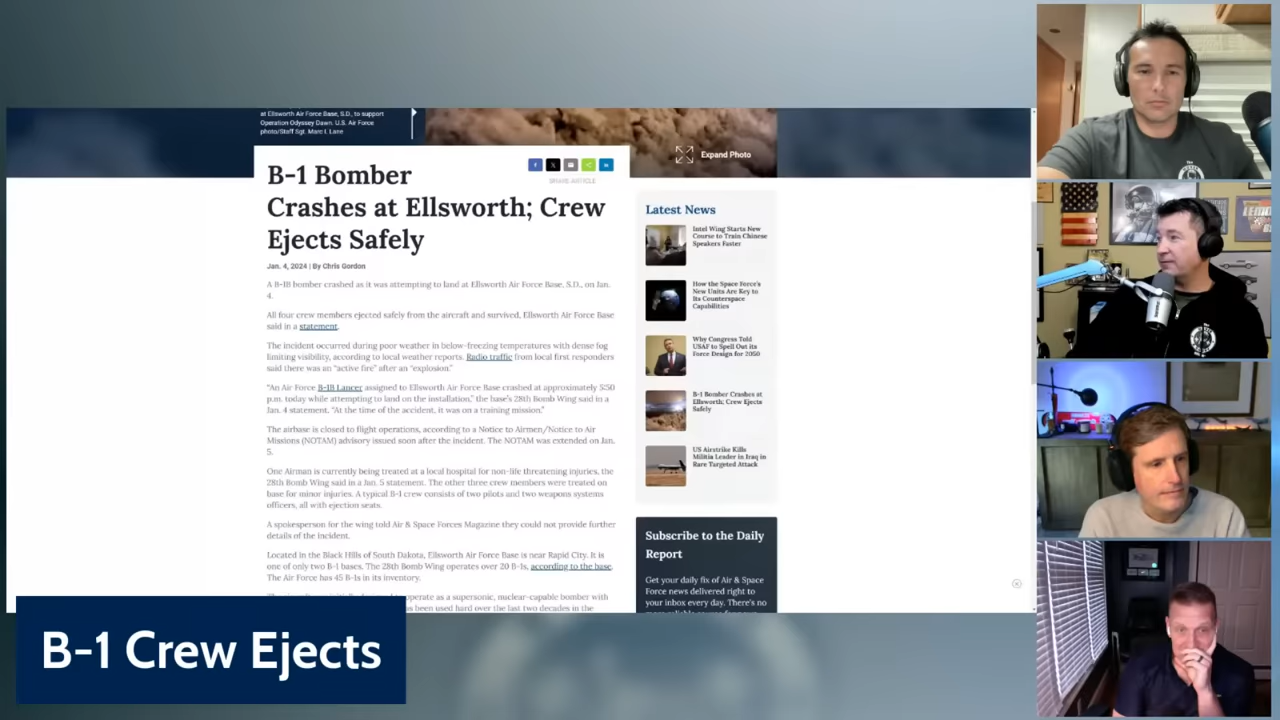 at Ellsworth Air Force Base, S.D., to support
Operation Odyssey Dawn. U.S. Air Force
photo/Staff Sgt. Marc I. Lane
Expand Photo
B-1 Bomber
Crashes at Ellsworth; Crew
Ejects Safely
SHARE ARTICLE
Jan. 4, 2024 | By Chris Gordon
A B-1B bomber crashed as it was attempting to land at Ellsworth Air Force Base, S.D., on Jan.
4.
All four crew members ejected safely from the aircraft and survived, Ellsworth Air Force Base
said in a statement.
The incident occurred during poor weather in below-freezing temperatures with dense fog
limiting visibility, according to local weather reports. Radio traffic from local first responders
said there was an “active fire” after an “explosion.”
“An Air Force B-1B Lancer assigned to Ellsworth Air Force Base crashed at approximately 5:50
p.m. today while attempting to land on the installation,” the base’s 28th Bomb Wing said in a
Jan. 4 statement. “At the time of the accident, it was on a training mission.”
The airbase is closed to flight operations, according to a Notice to Airmen/Notice to Air
Missions (NOTAM) advisory issued soon after the incident. The NOTAM was extended on Jan.
5.
One Airman is currently being treated at a local hospital for non-life threatening injuries, the
28th Bomb Wing said in a Jan. 5 statement. The other three crew members were treated on
base for minor injuries. A typical B-1 crew consists of two pilots and two weapons systems
officers, all with ejection seats.
A spokesperson for the wing told Air & Space Forces Magazine they could not provide further
details of the incident.
Located in the Black Hills of South Dakota, Ellsworth Air Force Base is near Rapid City. It is
one of only two B-1 bases. The 28th Bomb Wing operates over 20 B-1s, according to the base.
The Air Force has 45 B-1s in its inventory.
operate as a supersonic, nuclear-capable bomber with
been used hard over the last two decades in the
Latest News
Intel Wing Starts New
Course to Train Chinese
Speakers Faster
How the Space Force’s
New Units Are Key to
Its Counterspace
Capabilities
Why Congress Told
USAF to Spell Out its
Force Design for 2050
B-1 Bomber Crashes at
Ellsworth; Crew Ejects
Safely
US Airstrike Kills
Militia Leader in Iraq in
Rare Targeted Attack
Subscribe to the Daily
Report
Get your daily fix of Air & Space
Force news delivered right to
your inbox every day. There’s no
B-1 Crew Ejects